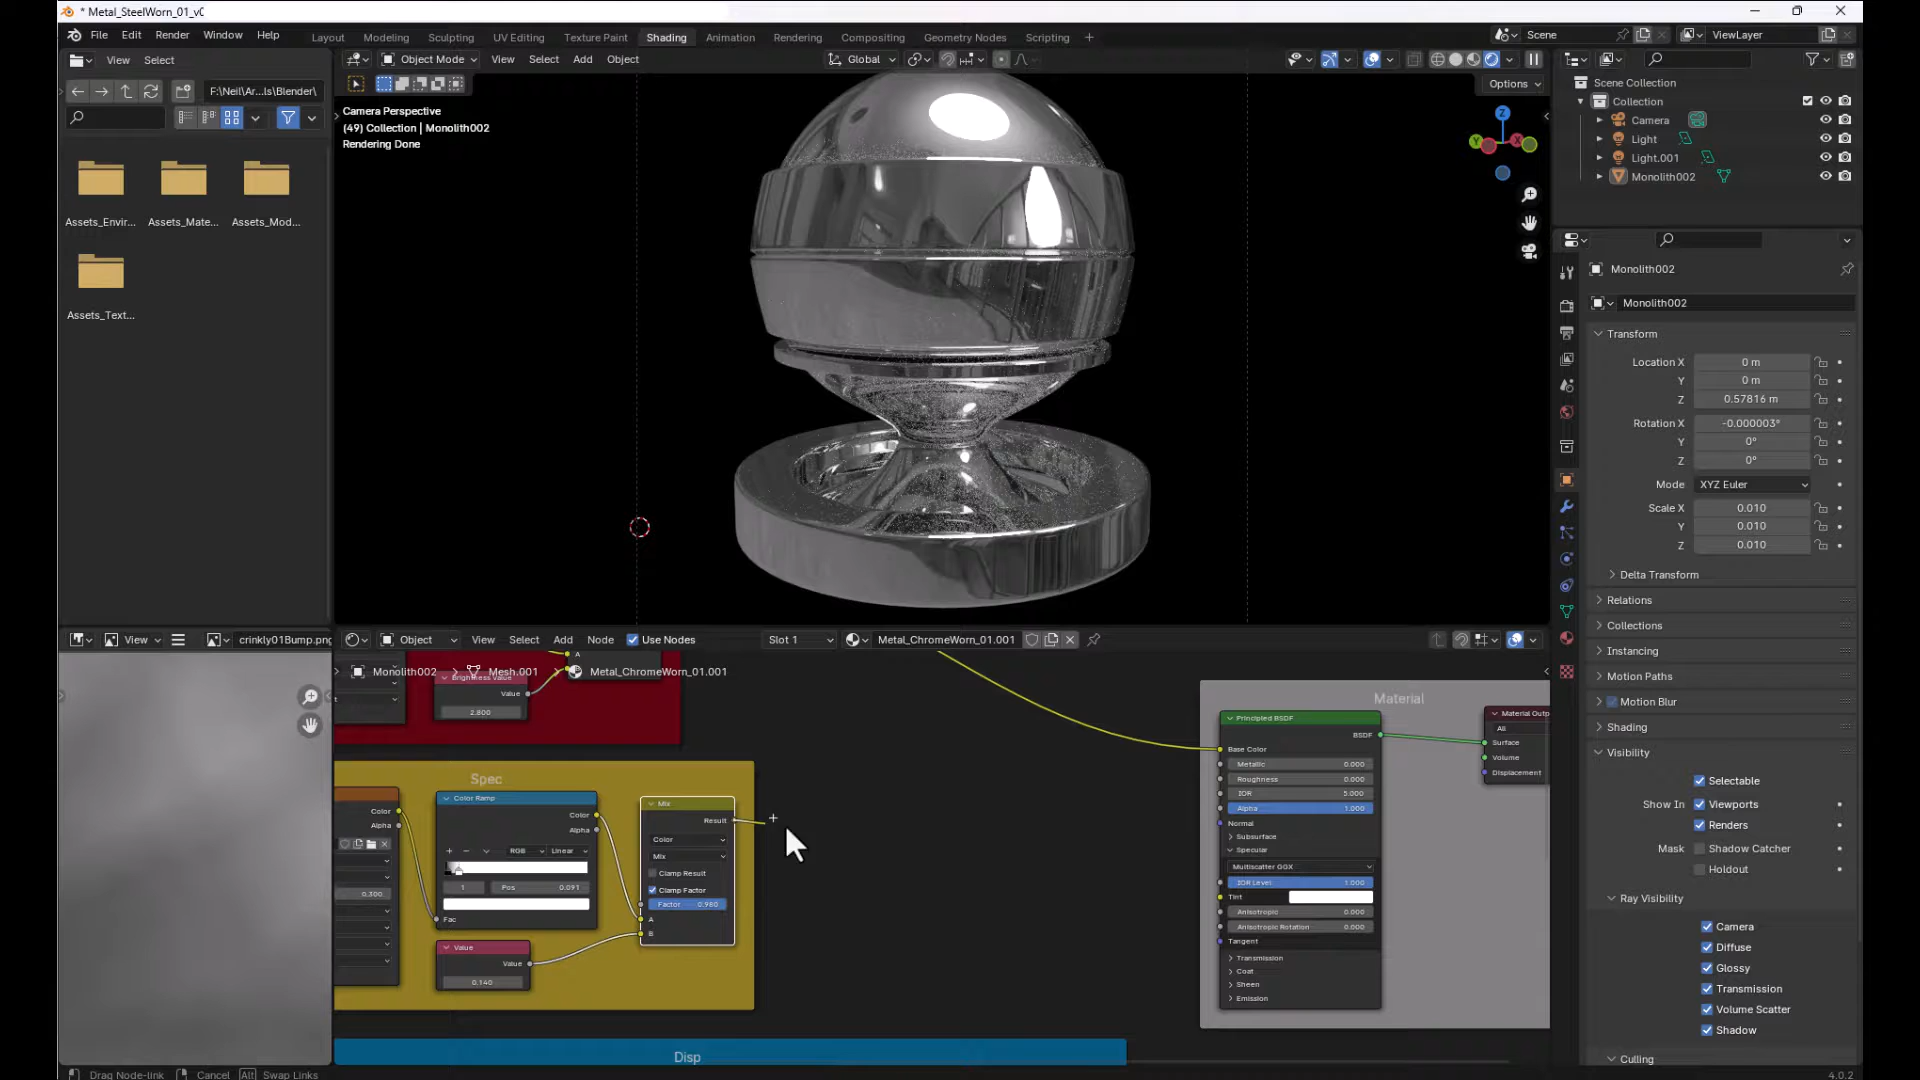 * Metal_SteelWorn_01_v0
File Edit Render Window Help
Layout Modeling Sculpting UV Editing Texture Paint Shading Animation Rendering Compositing Geometry Nodes Scripting +
Scene ViewLayer
View Select
Object Mode View Select Add Object Global
F:\Neil\Ar...ls\Blender\
Options
Camera Perspective
(49) Collection | Monolith002
Rendering Done
Assets_Envir... Assets_Mate... Assets_Mod...
Assets_Text...
Z
Y
X
Scene Collection
Collection
Camera
Light
Light.001
Monolith002
Monolith002
Monolith002
Transform
Location X 0 m
Y 0 m
Z 0.57816 m
Rotation X -0.000003°
Y 0°
Z 0°
Mode XYZ Euler
Scale X 0.010
Y 0.010
Z 0.010
Delta Transform
Relations
Collections
Instancing
Motion Paths
Motion Blur
Shading
Visibility
Selectable
Show In Viewports
Renders
Mask Shadow Catcher
Holdout
Ray Visibility
Camera
Diffuse
Glossy
Transmission
Volume Scatter
Shadow
Culling
View crinkly01Bump.png
Object View Select Add Node Use Nodes Slot 1 Metal_ChromeWorn_01.001
Monolith002 Mesh.001 Metal_ChromeWorn_01.001
A
Brightness Value
Value
2.800
Spec
Color
Alpha
0.300
Color Ramp
Color
Alpha
+ − RGB Linear
1 Pos 0.091
Fac
Value
Value
0.140
Mix
Result
Color
Mix
Clamp Result
Clamp Factor
Factor 0.980
A
B
Disp
Material
Principled BSDF
BSDF
Base Color
Metallic 0.000
Roughness 0.000
IOR 5.000
Alpha 1.000
Normal
Subsurface
Specular
Multiscatter GGX
IOR Level 1.000
Tint
Anisotropic 0.000
Anisotropic Rotation 0.000
Tangent
Transmission
Coat
Sheen
Emission
Material Outp
All
Surface
Volume
Displacement
Drag Node-link Cancel Alt Swap Links
4.0.2